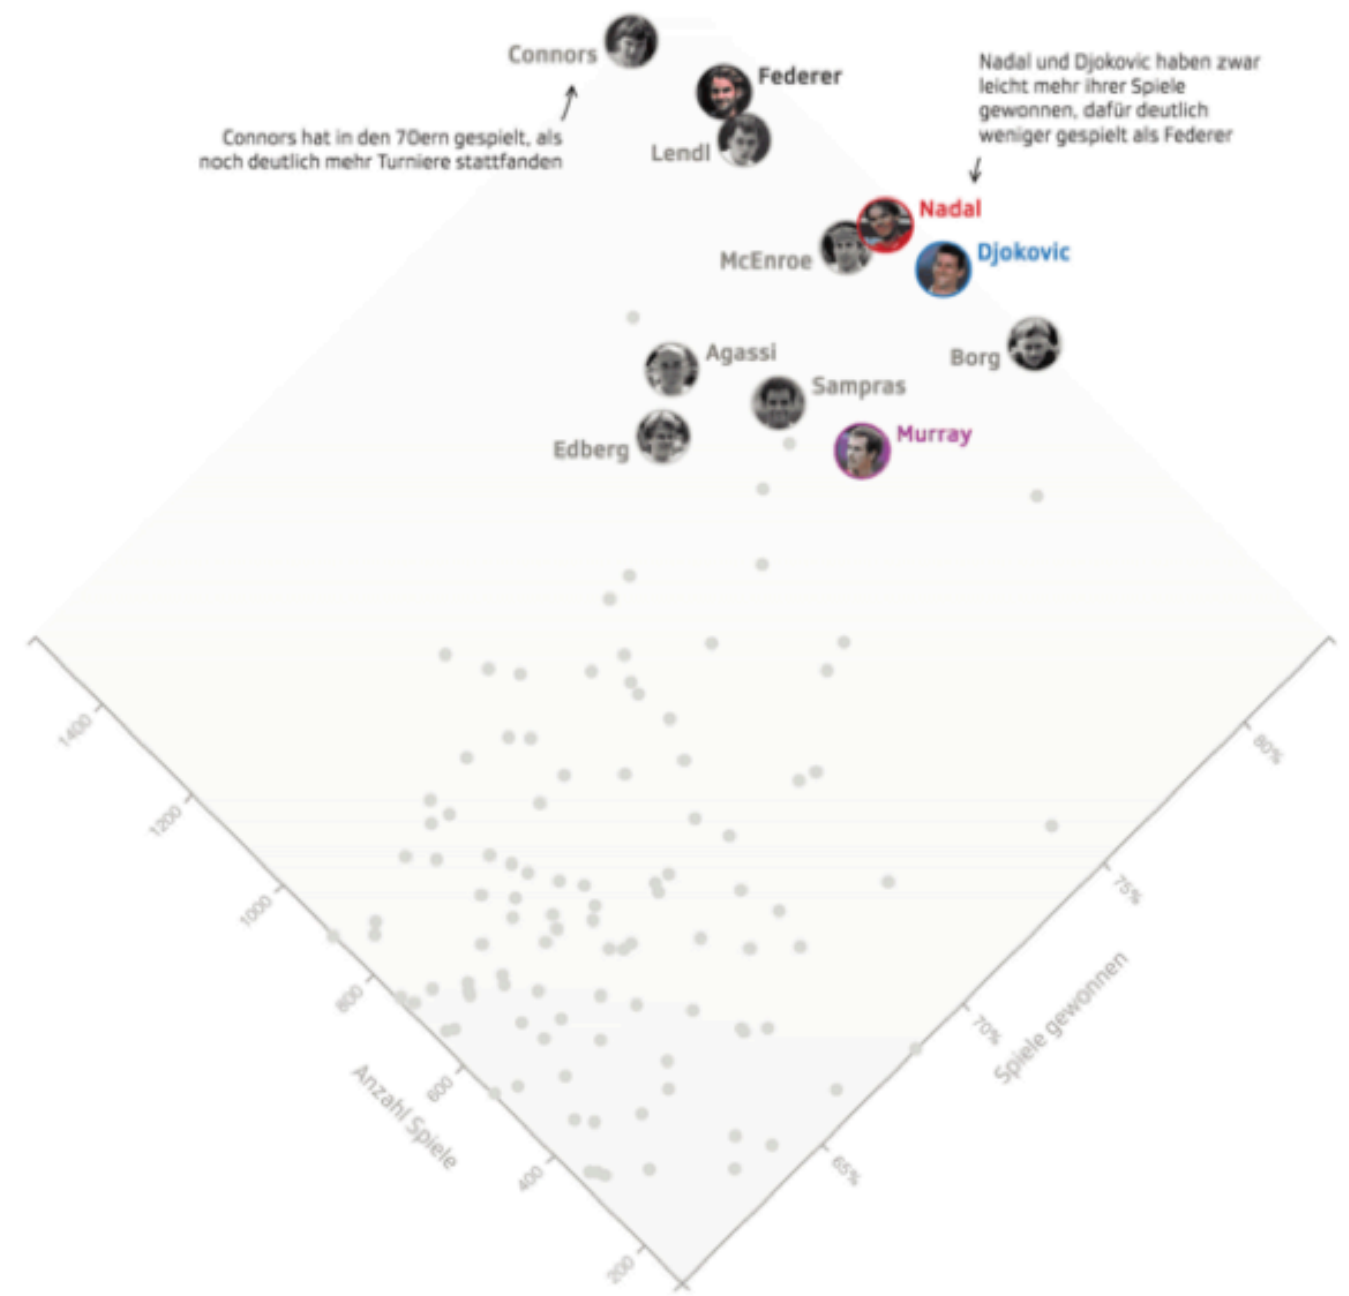 Connors
Federer
Nadal und Djokovic haben zwar
leicht mehr ihrer Spiele
gewonnen, dafür deutlich
weniger gespielt als Federer
Connors hat in den 70ern gespielt, als
noch deutlich mehr Turniere stattfanden
Lendl
Nadal
McEnroe
Djokovic
Agassi
Borg
Sampras
Edberg
Murray
1400
1200
1000
800
600
400
200
Anzahl Spiele
80%
75%
70%
65%
Spiele gewonnen